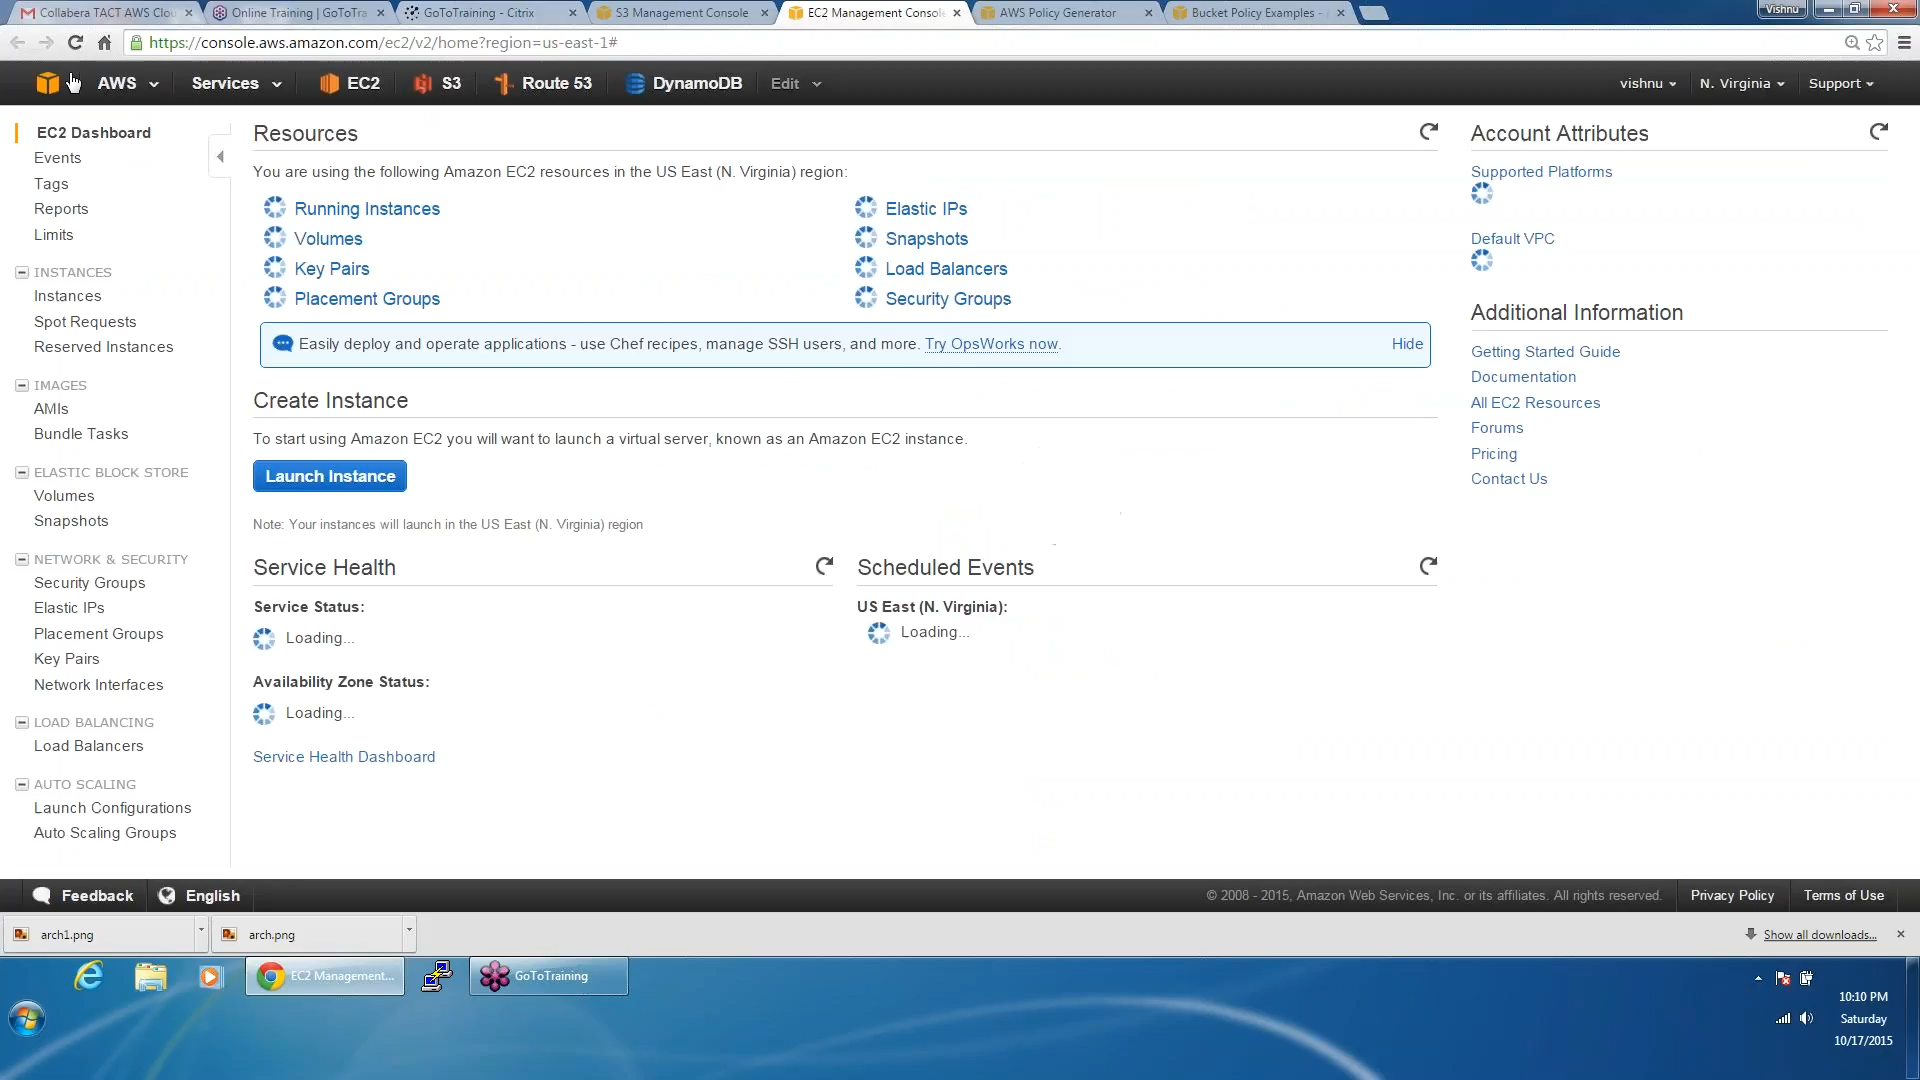 Collabera TACT AWS Clou
Online Training | GoToTra
GoToTraining - Citrix
S3 Management Console
EC2 Management Consol
AWS Policy Generator
Bucket Policy Examples -
Vishnu
https://console.aws.amazon.com/ec2/v2/home?region=us-east-1#
AWS
Services
EC2
S3
Route 53
DynamoDB
Edit
vishnu
N. Virginia
Support
EC2 Dashboard
Events
Tags
Reports
Limits
INSTANCES
Instances
Spot Requests
Reserved Instances
IMAGES
AMIs
Bundle Tasks
ELASTIC BLOCK STORE
Volumes
Snapshots
NETWORK & SECURITY
Security Groups
Elastic IPs
Placement Groups
Key Pairs
Network Interfaces
LOAD BALANCING
Load Balancers
AUTO SCALING
Launch Configurations
Auto Scaling Groups
Resources
You are using the following Amazon EC2 resources in the US East (N. Virginia) region:
Running Instances
Elastic IPs
Volumes
Snapshots
Key Pairs
Load Balancers
Placement Groups
Security Groups
Easily deploy and operate applications - use Chef recipes, manage SSH users, and more. Try OpsWorks now.
Hide
Create Instance
To start using Amazon EC2 you will want to launch a virtual server, known as an Amazon EC2 instance.
Launch Instance
Note: Your instances will launch in the US East (N. Virginia) region
Service Health
Service Status:
Loading...
Availability Zone Status:
Loading...
Service Health Dashboard
Scheduled Events
US East (N. Virginia):
Loading...
Account Attributes
Supported Platforms
Default VPC
Additional Information
Getting Started Guide
Documentation
All EC2 Resources
Forums
Pricing
Contact Us
Feedback
English
© 2008 - 2015, Amazon Web Services, Inc. or its affiliates. All rights reserved.
Privacy Policy
Terms of Use
arch1.png
arch.png
Show all downloads...
EC2 Management...
GoToTraining
10:10 PM
Saturday
10/17/2015